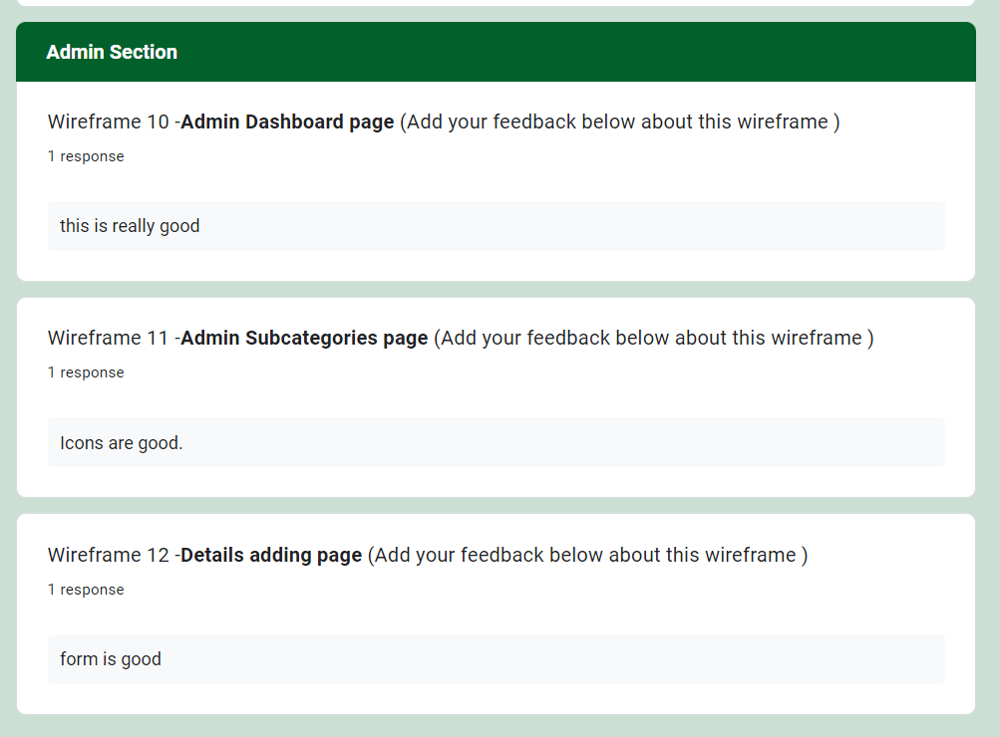 Admin Section
Wireframe 10 -Admin Dashboard page (Add your feedback below about this wireframe )
1 response
this is really good
Wireframe 11 -Admin Subcategories page (Add your feedback below about this wireframe )
1 response
Icons are good.
Wireframe 12 -Details adding page (Add your feedback below about this wireframe )
1 response
form is good